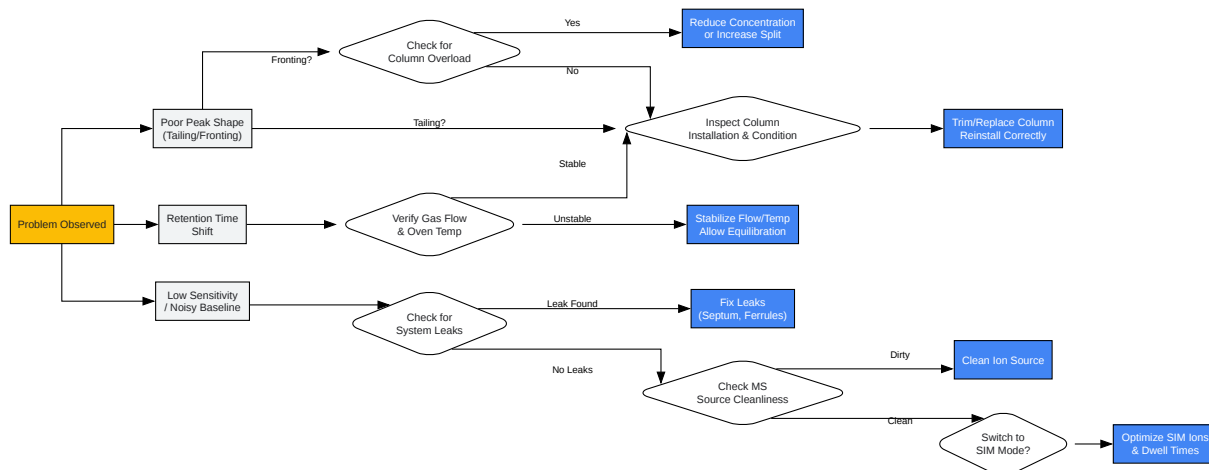 Reduce Concentration
or Increase Split
Yes
Check for
Column Overload
Fronting?
No
Poor Peak Shape
(Tailing/Fronting)
Tailing?
Inspect Column
Installation & Condition
Trim/Replace Column
Reinstall Correctly
Stable
Problem Observed
Retention Time
Shift
Verify Gas Flow
& Oven Temp
Unstable
Stabilize Flow/Temp
Allow Equilibration
Low Sensitivity
/ Noisy Baseline
Check for
System Leaks
Leak Found
Fix Leaks
(Septum, Ferrules)
No Leaks
Check MS
Source Cleanliness
Dirty
Clean Ion Source
Clean
Switch to
SIM Mode?
Optimize SIM Ions
& Dwell Times